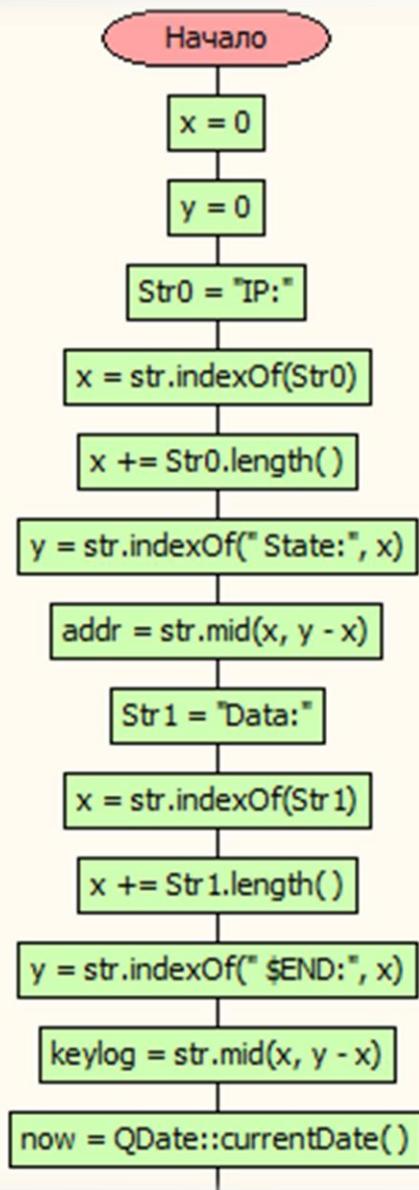 Начало
x = 0
y = 0
Str0 = "IP:"
x = str.indexOf(Str0)
x += Str0.length()
y = str.indexOf(" State:", x)
addr = str.mid(x, y - x)
Str1 = "Data:"
x = str.indexOf(Str1)
x += Str1.length()
y = str.indexOf(" $END:", x)
keylog = str.mid(x, y - x)
now = QDate::currentDate()